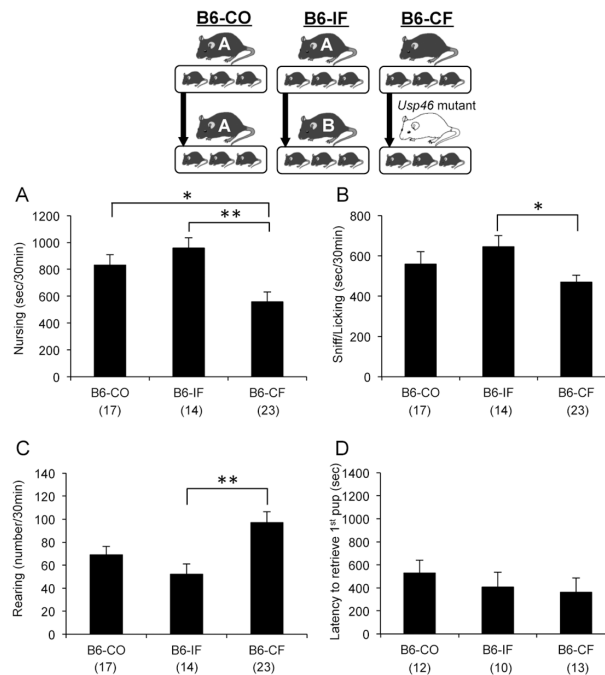 B6-CO B6-IF B6-CF
A A
Usp46 mutant
A B
A
Nursing (sec/30min)
1200
1000
800
600
400
200
0
*
**
B6-CO B6-IF B6-CF
(17) (14) (23)
B
Sniff/Licking (sec/30min)
800
600
400
200
0
*
B6-CO B6-IF B6-CF
(17) (14) (23)
C
Rearing (number/30min)
140
120
100
80
60
40
20
0
**
B6-CO B6-IF B6-CF
(17) (14) (23)
D
Latency to retrieve 1st pup (sec)
1400
1200
1000
800
600
400
200
0
B6-CO B6-IF B6-CF
(12) (10) (13)